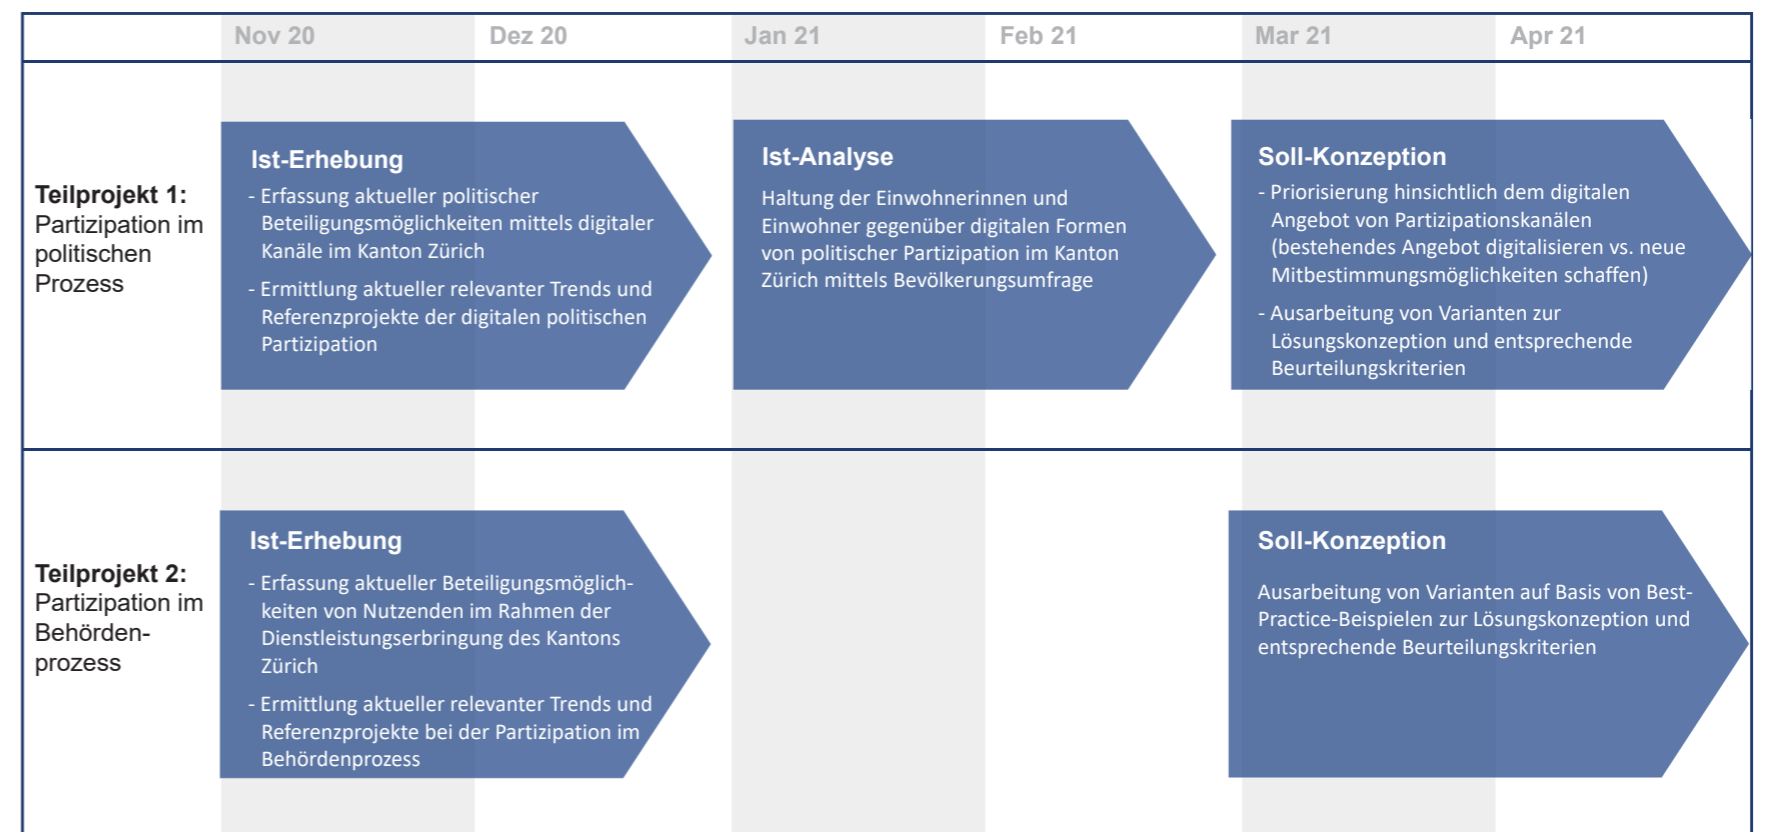 Nov 20 Dez 20 Jan 21 Feb 21 Mar 21 Apr 21
Teilprojekt 1:
Partizipation im
politischen
Prozess
Ist-Erhebung
- Erfassung aktueller politischer
Beteiligungsmöglichkeiten mittels digitaler
Kanäle im Kanton Zürich
- Ermittlung aktueller relevanter Trends und
Referenzprojekte der digitalen politischen
Partizipation
Ist-Analyse
Haltung der Einwohnerinnen und
Einwohner gegenüber digitalen Formen
von politischer Partizipation im Kanton
Zürich mittels Bevölkerungsumfrage
Soll-Konzeption
- Priorisierung hinsichtlich dem digitalen
Angebot von Partizipationskanälen
(bestehendes Angebot digitalisieren vs. neue
Mitbestimmungsmöglichkeiten schaffen)
- Ausarbeitung von Varianten zur
Lösungskonzeption und entsprechende
Beurteilungskriterien
Teilprojekt 2:
Partizipation im
Behörden-
prozess
Ist-Erhebung
- Erfassung aktueller Beteiligungsmöglich-
keiten von Nutzenden im Rahmen der
Dienstleistungserbringung des Kantons
Zürich
- Ermittlung aktueller relevanter Trends und
Referenzprojekte bei der Partizipation im
Behördenprozess
Soll-Konzeption
Ausarbeitung von Varianten auf Basis von Best-
Practice-Beispielen zur Lösungskonzeption und
entsprechende Beurteilungskriterien